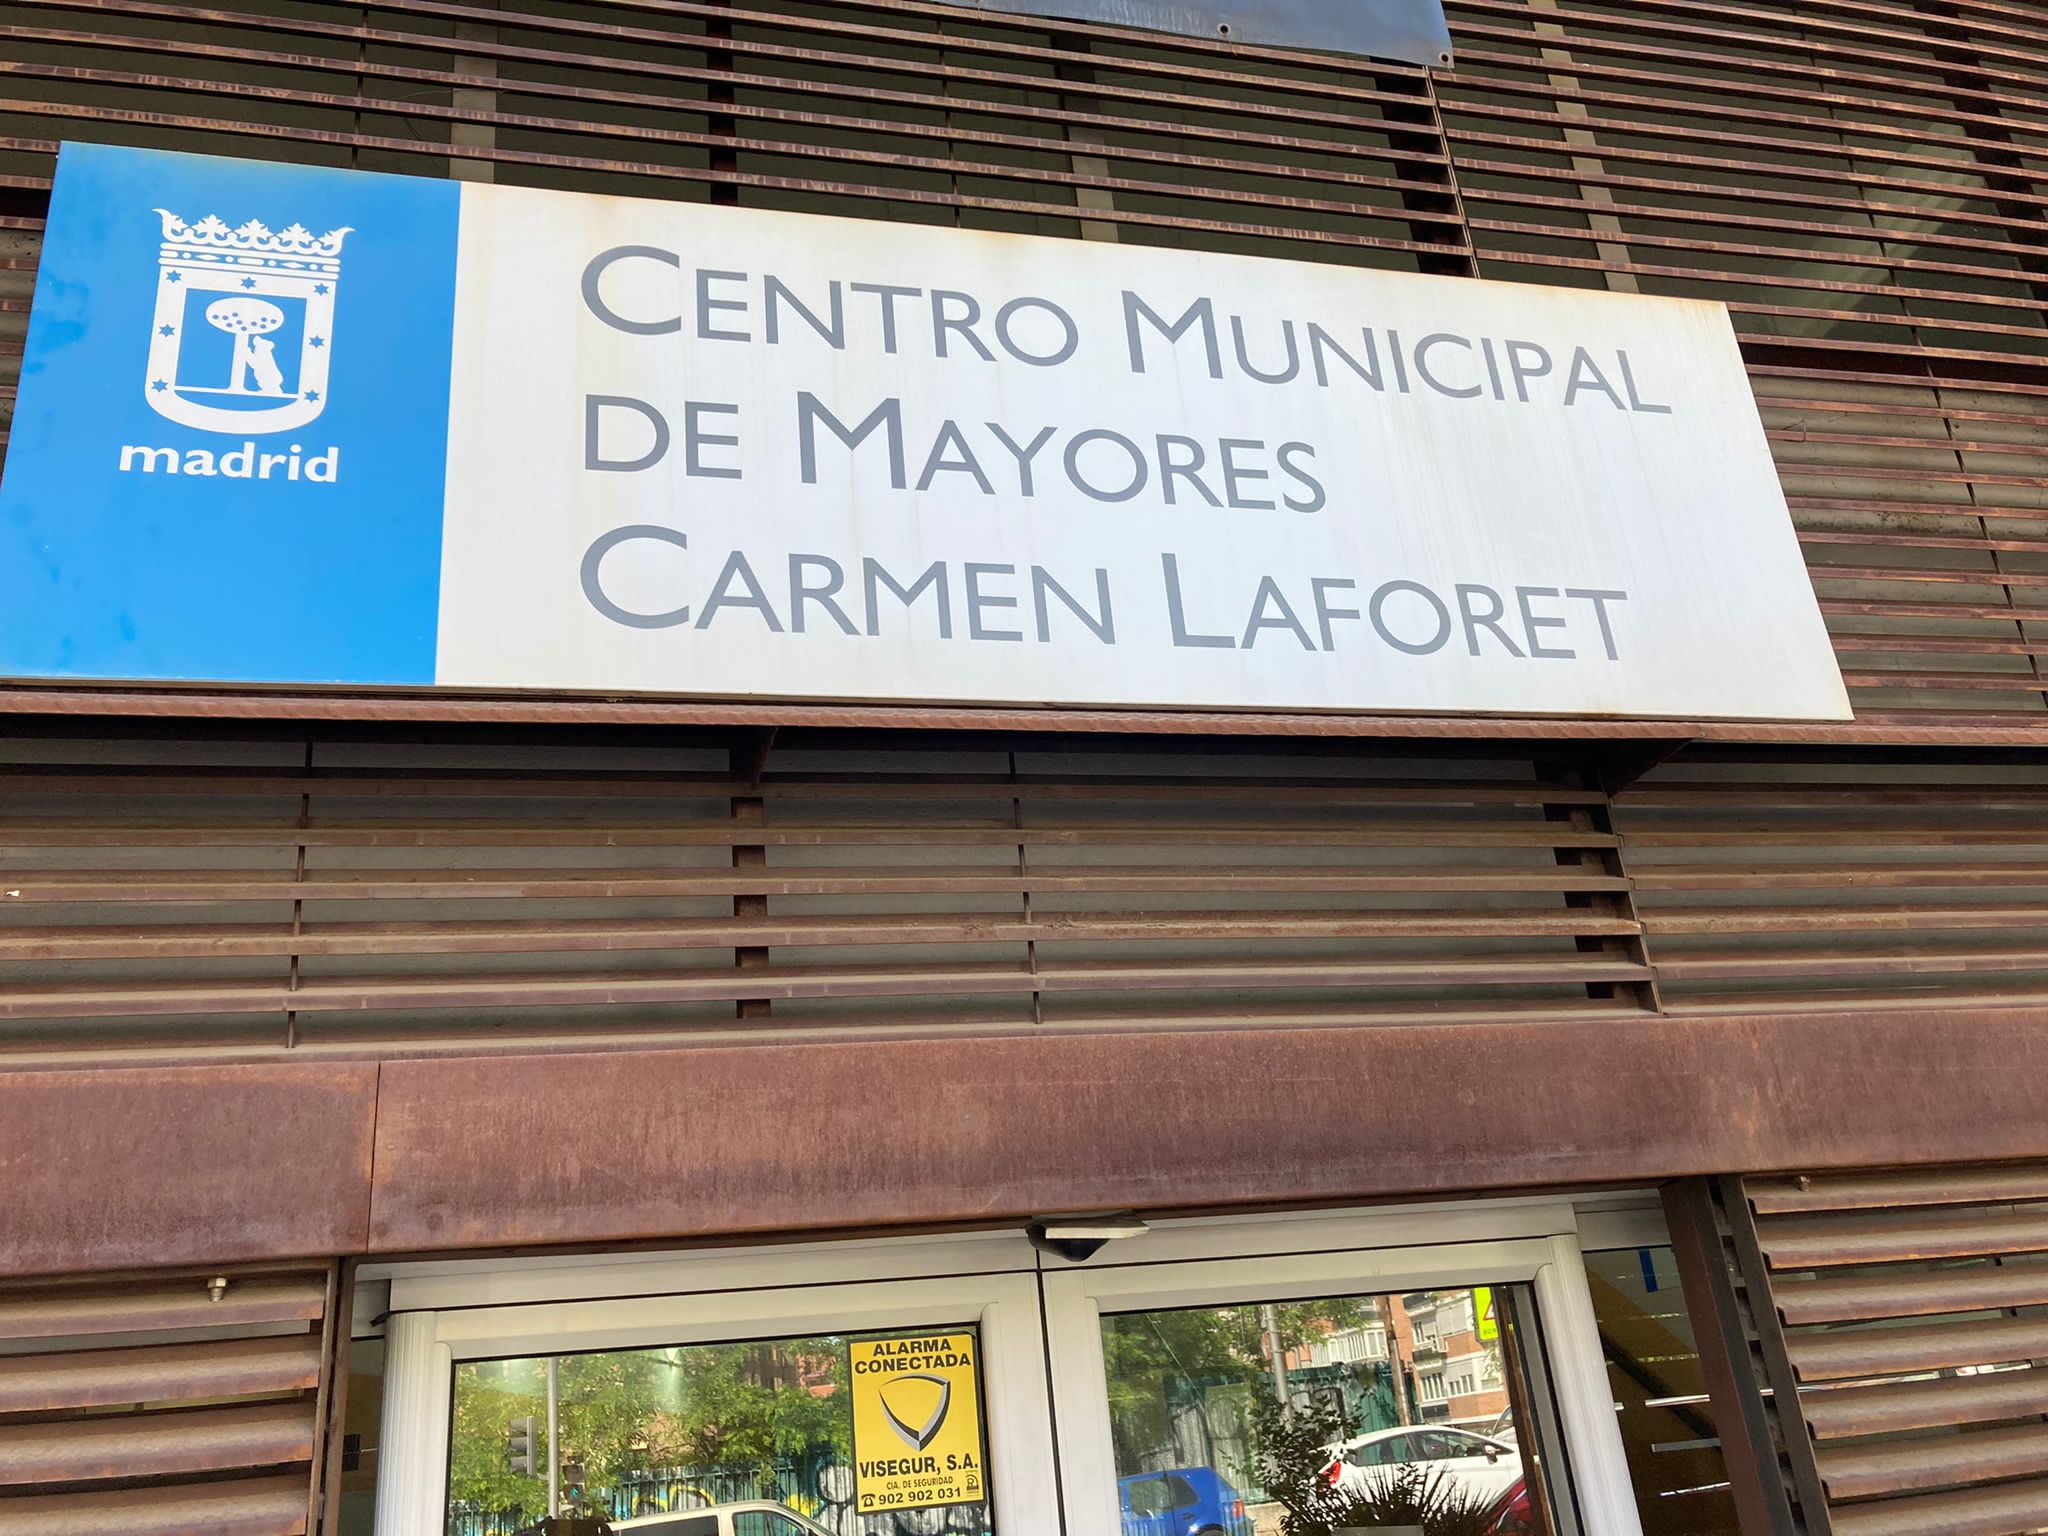 madrid
CENTRO MUNICIPAL
DE MAYORES
CARMEN LAFORET
ALARMA
CONECTADA
VISEGUR, S.A.
CIA. DE SEGURIDAD
902 902 031